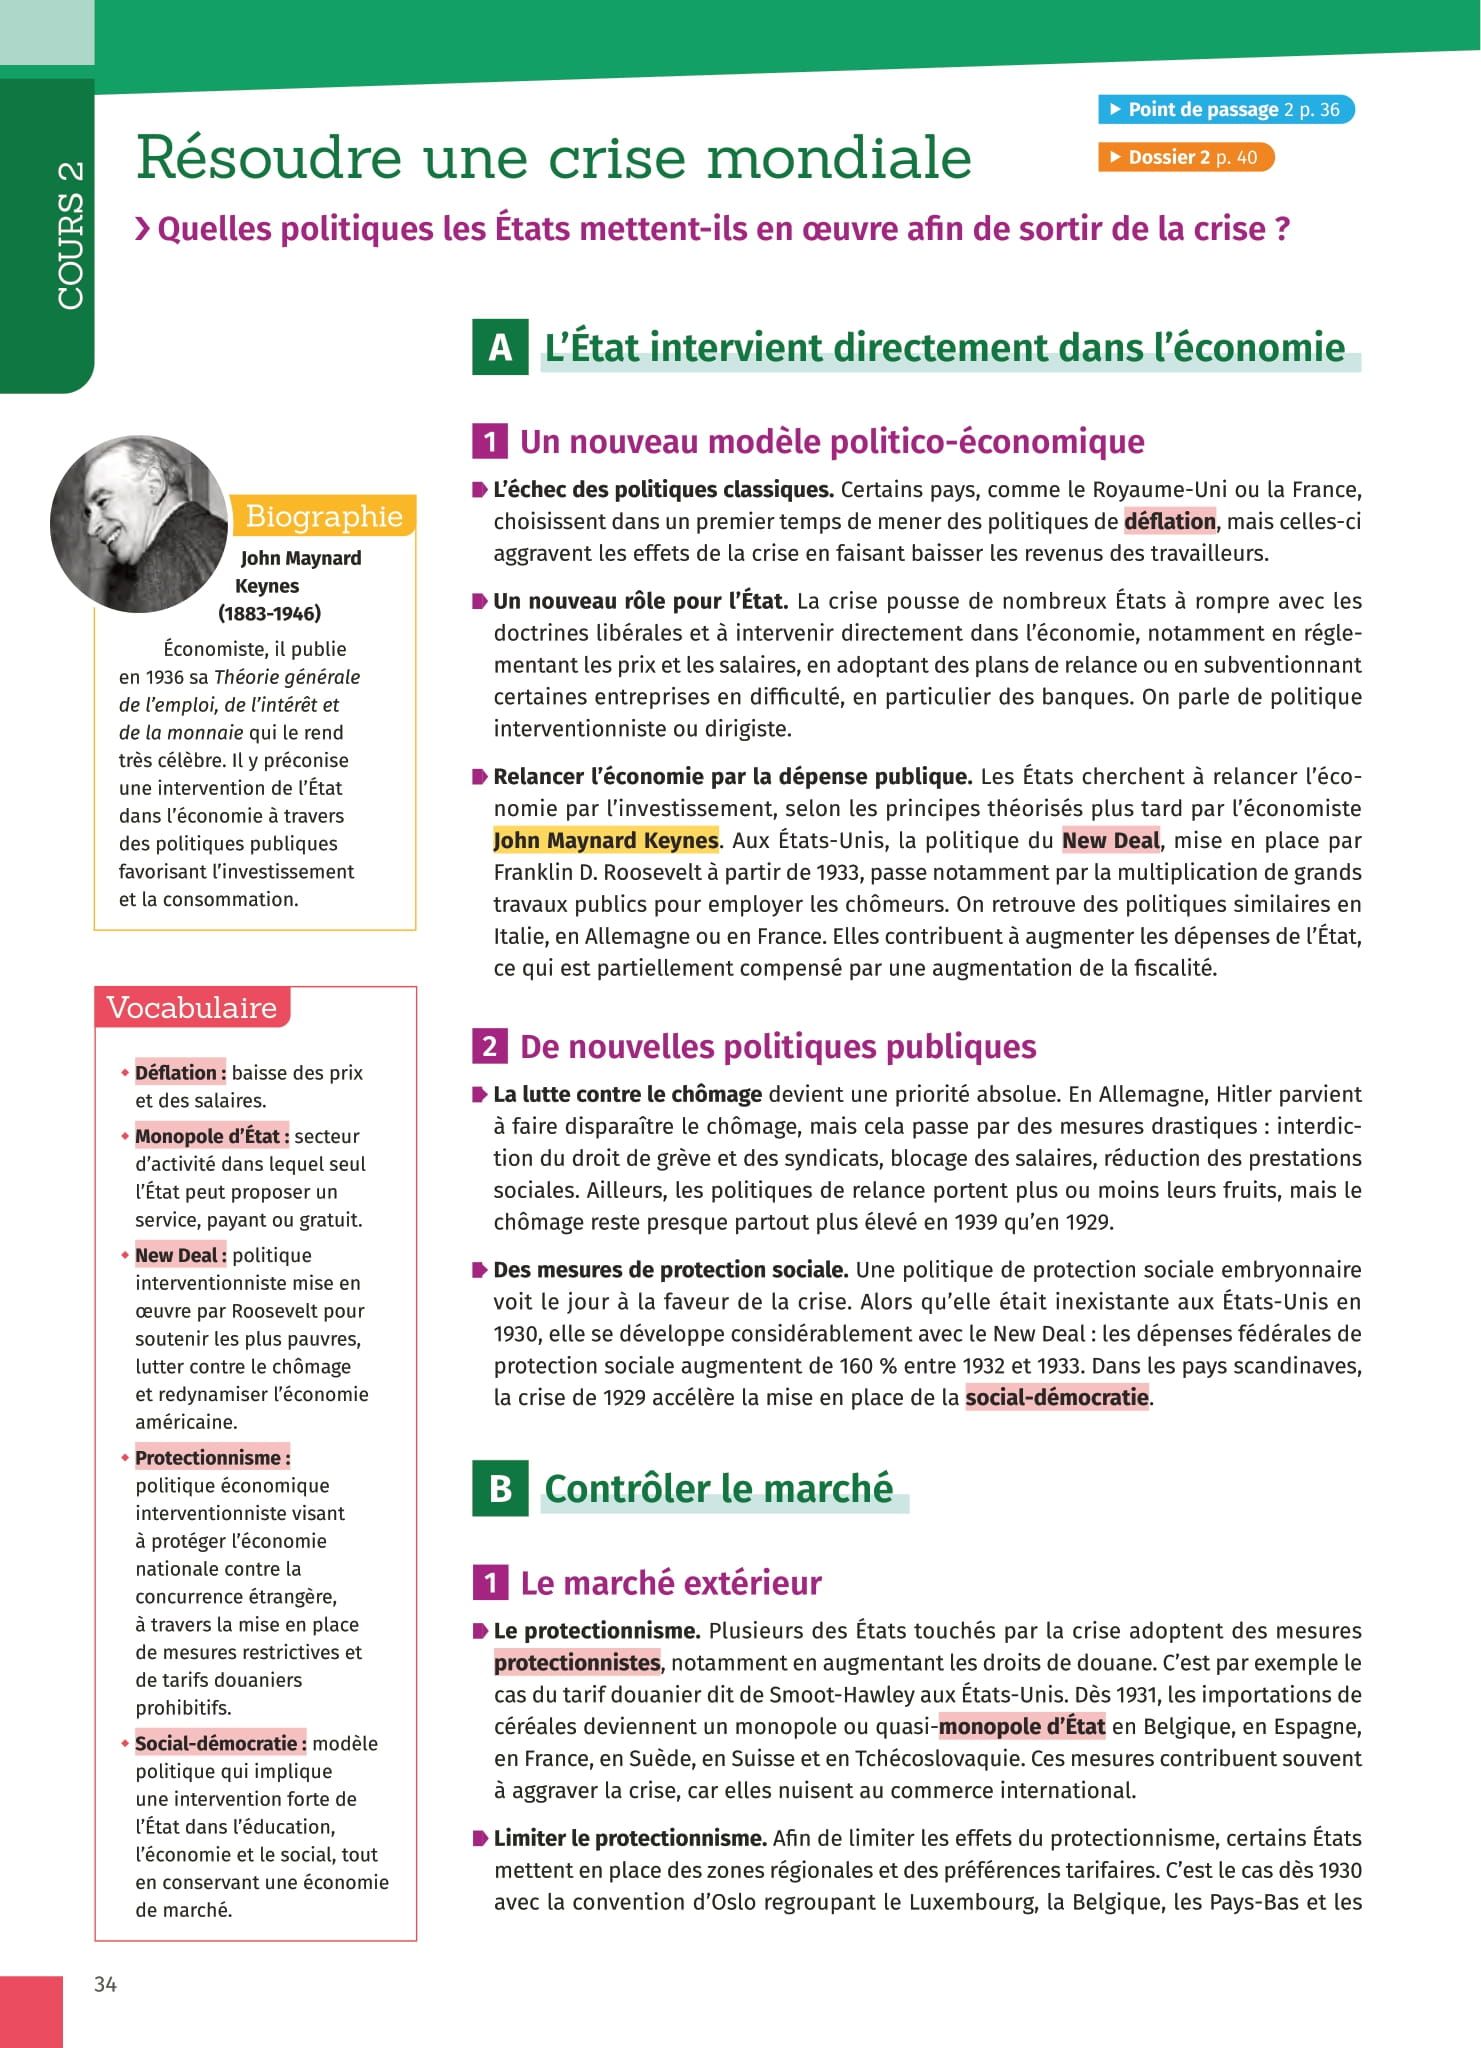 COURS 2
Point de passage 2 p. 36
Dossier 2 p. 40
Résoudre une crise mondiale
Quelles politiques les États mettent-ils en œuvre afin de sortir de la crise ?
Biographie
John Maynard
Keynes
(1883-1946)
Économiste, il publie
en 1936 sa Théorie générale
de l'emploi, de l'intérêt et
de la monnaie qui le rend
très célèbre. Il y préconise
une intervention de l'État
dans l'économie à travers
des politiques publiques
favorisant l'investissement
et la consommation.
Vocabulaire
Déflation : baisse des prix
et des salaires.
Monopole d'État : secteur
d'activité dans lequel seul
l'État peut proposer un
service, payant ou gratuit.
New Deal : politique
interventionniste mise en
œuvre par Roosevelt pour
soutenir les plus pauvres,
lutter contre le chômage
et redynamiser l'économie
américaine.
Protectionnisme :
politique économique
interventionniste visant
à protéger l'économie
nationale contre la
concurrence étrangère,
à travers la mise en place
de mesures restrictives et
de tarifs douaniers
prohibitifs.
Social-démocratie : modèle
politique qui implique
une intervention forte de
l'État dans l'éducation,
l'économie et le social, tout
en conservant une économie
de marché.
A L'État intervient directement dans l'économie
1 Un nouveau modèle politico-économique
L'échec des politiques classiques. Certains pays, comme le Royaume-Uni ou la France,
choisissent dans un premier temps de mener des politiques de déflation, mais celles-ci
aggravent les effets de la crise en faisant baisser les revenus des travailleurs.
Un nouveau rôle pour l'État. La crise pousse de nombreux États à rompre avec les
doctrines libérales et à intervenir directement dans l'économie, notamment en régle-
mentant les prix et les salaires, en adoptant des plans de relance ou en subventionnant
certaines entreprises en difficulté, en particulier des banques. On parle de politique
interventionniste ou dirigiste.
Relancer l'économie par la dépense publique. Les États cherchent à relancer l'éco-
nomie par l'investissement, selon les principes théorisés plus tard par l'économiste
John Maynard Keynes. Aux États-Unis, la politique du New Deal, mise en place par
Franklin D. Roosevelt à partir de 1933, passe notamment par la multiplication de grands
travaux publics pour employer les chômeurs. On retrouve des politiques similaires en
Italie, en Allemagne ou en France. Elles contribuent à augmenter les dépenses de l'État,
ce qui est partiellement compensé par une augmentation de la fiscalité.
2 De nouvelles politiques publiques
La lutte contre le chômage devient une priorité absolue. En Allemagne, Hitler parvient
à faire disparaître le chômage, mais cela passe par des mesures drastiques : interdic-
tion du droit de grève et des syndicats, blocage des salaires, réduction des prestations
sociales. Ailleurs, les politiques de relance portent plus ou moins leurs fruits, mais le
chômage reste presque partout plus élevé en 1939 qu'en 1929.
Des mesures de protection sociale. Une politique de protection sociale embryonnaire
voit le jour à la faveur de la crise. Alors qu'elle était inexistante aux États-Unis en
1930, elle se développe considérablement avec le New Deal : les dépenses fédérales de
protection sociale augmentent de 160 % entre 1932 et 1933. Dans les pays scandinaves,
la crise de 1929 accélère la mise en place de la social-démocratie.
B Contrôler le marché
1 Le marché extérieur
Le protectionnisme. Plusieurs des États touchés par la crise adoptent des mesures
protectionnistes, notamment en augmentant les droits de douane. C'est par exemple le
cas du tarif douanier dit de Smoot-Hawley aux États-Unis. Dès 1931, les importations de
céréales deviennent un monopole ou quasi-monopole d'État en Belgique, en Espagne,
en France, en Suède, en Suisse et en Tchécoslovaquie. Ces mesures contribuent souvent
à aggraver la crise, car elles nuisent au commerce international.
Limiter le protectionnisme. Afin de limiter les effets du protectionnisme, certains États
mettent en place des zones régionales et des préférences tarifaires. C'est le cas dès 1930
avec la convention d'Oslo regroupant le Luxembourg, la Belgique, les Pays-Bas et les
34